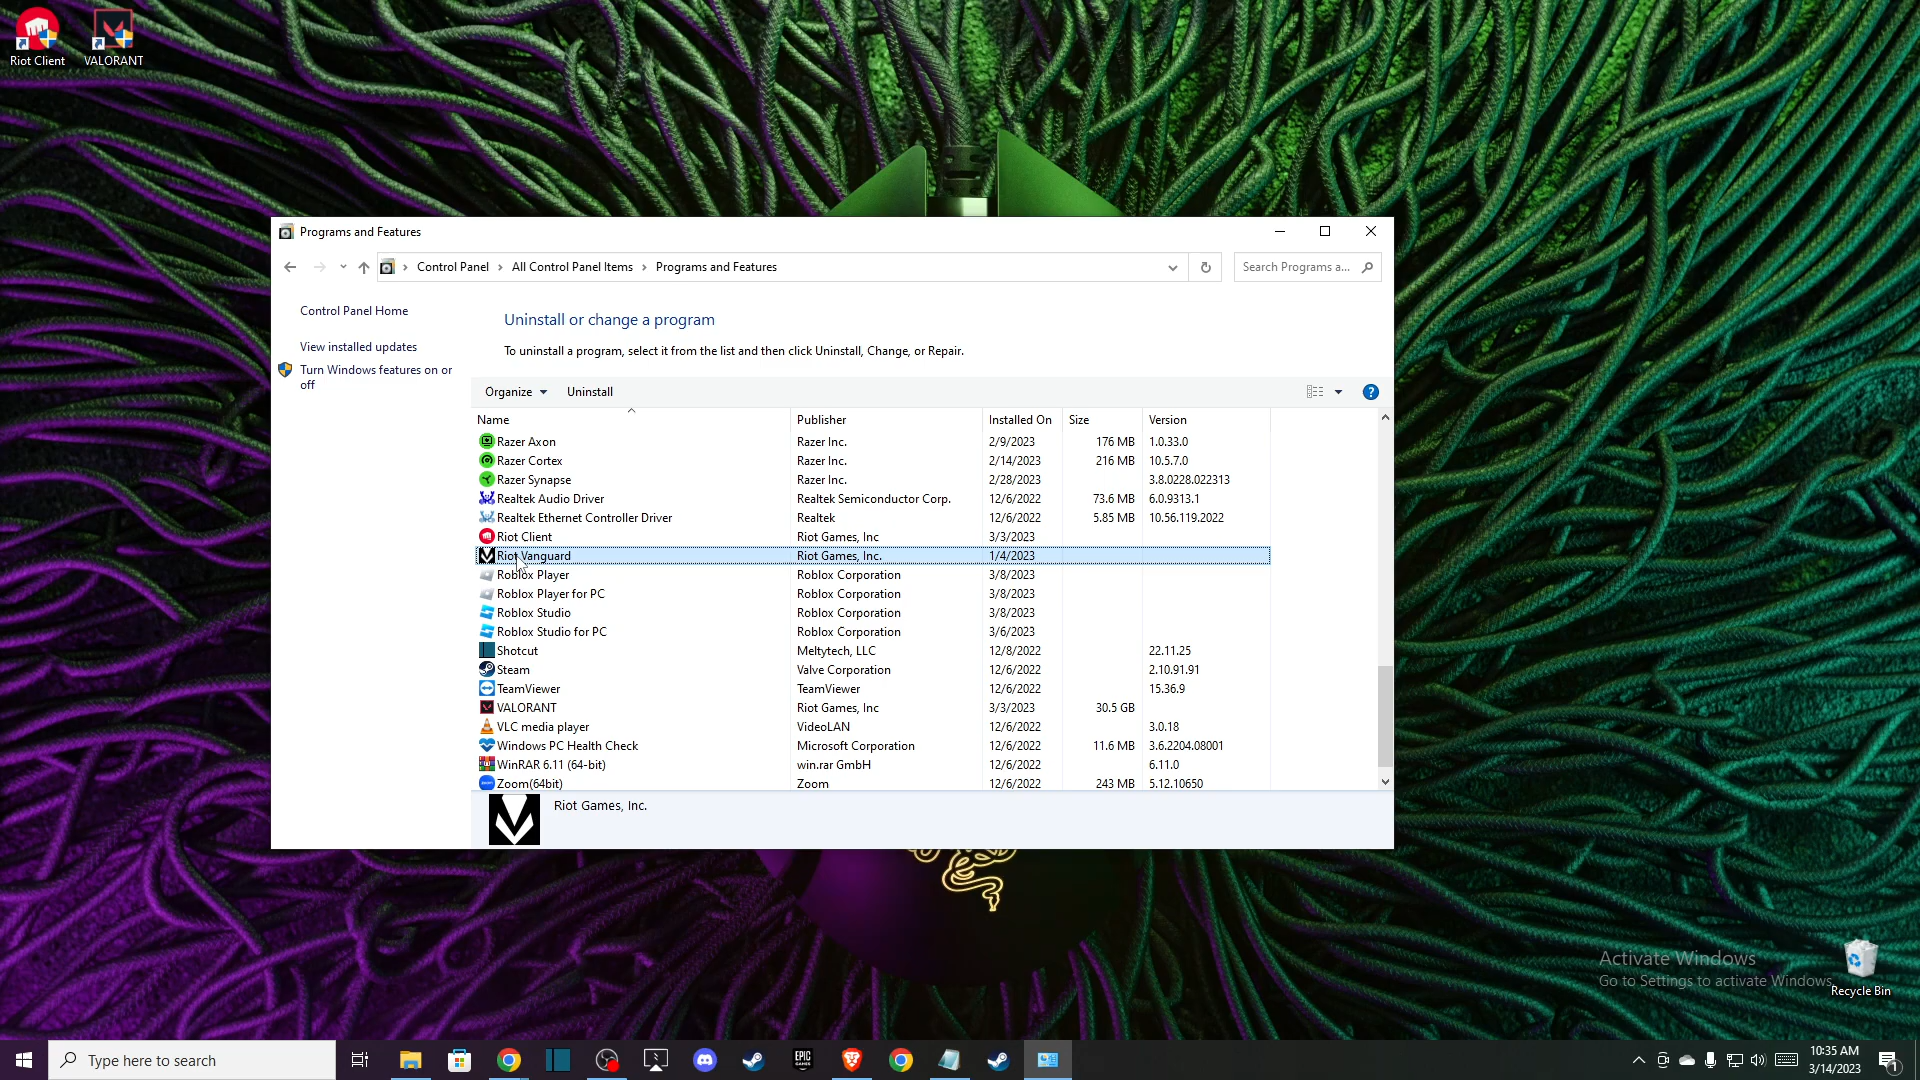 Riot Client
VALORANT
Programs and Features
Control Panel
All Control Panel Items
Programs and Features
Search Programs a...
Control Panel Home
View installed updates
Turn Windows features on or
off
Uninstall or change a program
To uninstall a program, select it from the list and then click Uninstall, Change, or Repair.
Organize Uninstall
?
Name Publisher Installed On Size Version
Razer Axon Razer Inc. 2/9/2023 176 MB 1.0.33.0
Razer Cortex Razer Inc. 2/14/2023 216 MB 10.5.7.0
Razer Synapse Razer Inc. 2/28/2023 3.8.0228.022313
Realtek Audio Driver Realtek Semiconductor Corp. 12/6/2022 73.6 MB 6.0.9313.1
Realtek Ethernet Controller Driver Realtek 12/6/2022 5.85 MB 10.56.119.2022
Riot Client Riot Games, Inc 3/3/2023
Riot Vanguard Riot Games, Inc. 1/4/2023
Roblox Player Roblox Corporation 3/8/2023
Roblox Player for PC Roblox Corporation 3/8/2023
Roblox Studio Roblox Corporation 3/8/2023
Roblox Studio for PC Roblox Corporation 3/6/2023
Shotcut Meltytech, LLC 12/8/2022 22.11.25
Steam Valve Corporation 12/6/2022 2.10.91.91
TeamViewer TeamViewer 12/6/2022 15.36.9
VALORANT Riot Games, Inc 3/3/2023 30.5 GB
VLC media player VideoLAN 12/6/2022 3.0.18
Windows PC Health Check Microsoft Corporation 12/6/2022 11.6 MB 3.6.2204.08001
WinRAR 6.11 (64-bit) win.rar GmbH 12/6/2022 6.11.0
Zoom(64bit) Zoom 12/6/2022 243 MB 5.12.10650
Riot Games, Inc.
Activate Windows
Go to Settings to activate Windows.
Recycle Bin
Type here to search
EPIC
GAMES
10:35 AM
3/14/2023
1